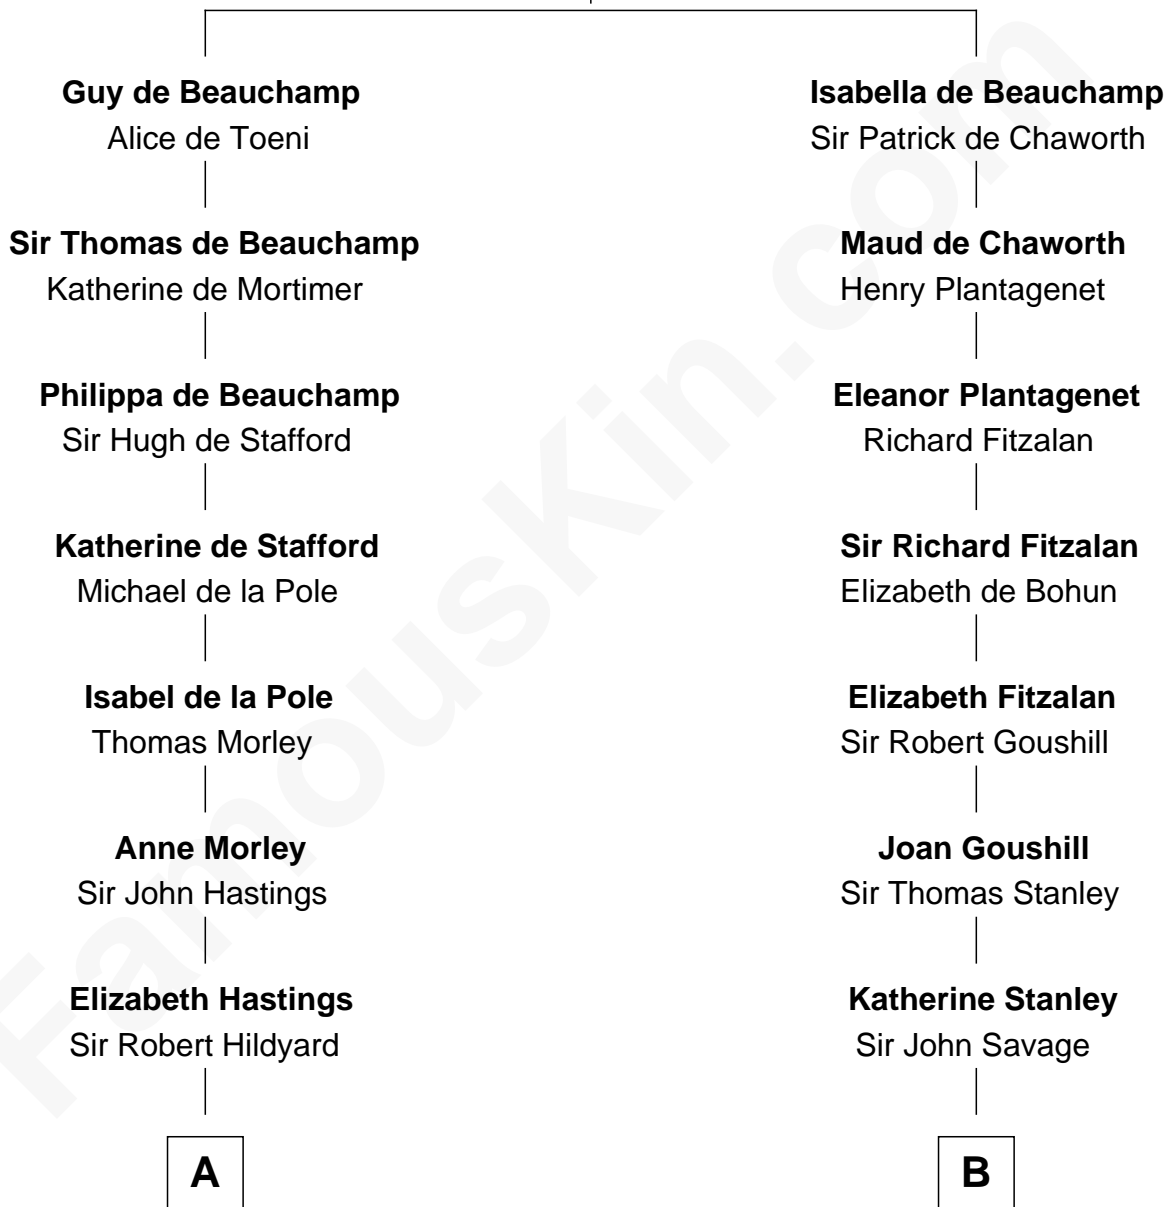 Guy de Beauchamp
Alice de Toeni
Sir Thomas de Beauchamp
Katherine de Mortimer
Philippa de Beauchamp
Sir Hugh de Stafford
Katherine de Stafford
Michael de la Pole
Isabel de la Pole
Thomas Morley
Anne Morley
Sir John Hastings
Elizabeth Hastings
Sir Robert Hildyard
A
Isabella de Beauchamp
Sir Patrick de Chaworth
Maud de Chaworth
Henry Plantagenet
Eleanor Plantagenet
Richard Fitzalan
Sir Richard Fitzalan
Elizabeth de Bohun
Elizabeth Fitzalan
Sir Robert Goushill
Joan Goushill
Sir Thomas Stanley
Katherine Stanley
Sir John Savage
B
FamousKin.com